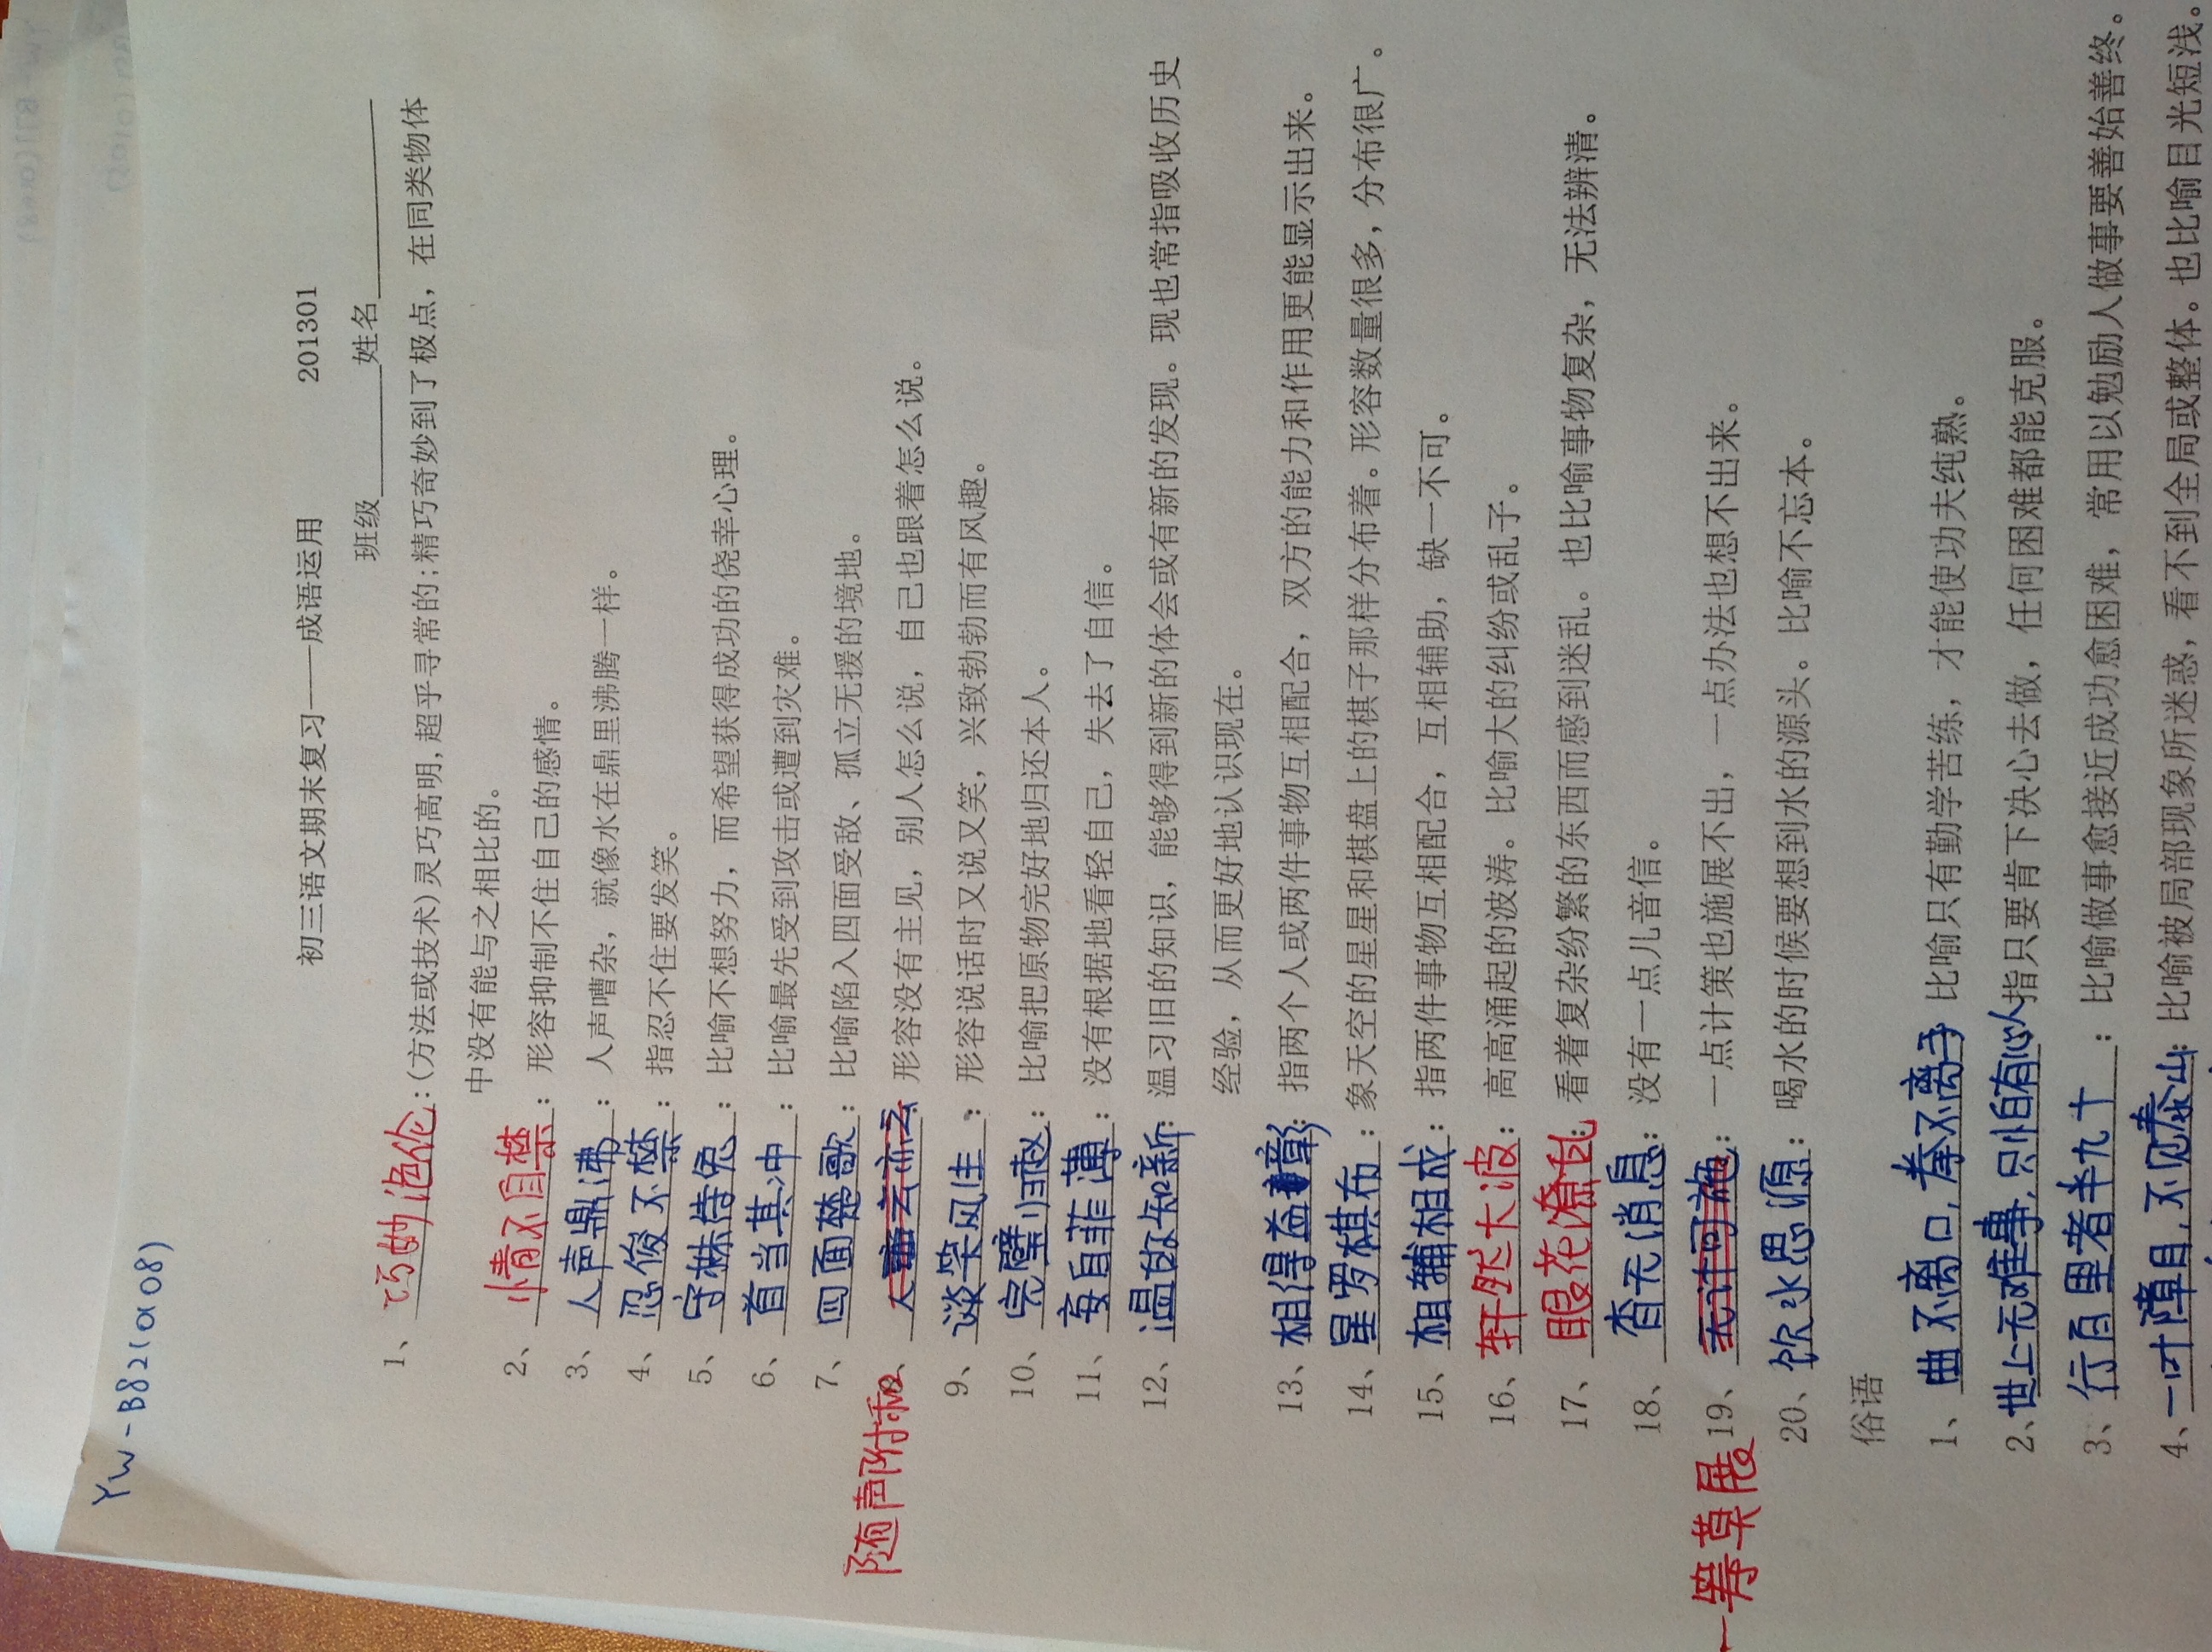 YW-B82(0108)
初三语文期末复习——成语运用 201301
班级________姓名____________
1、巧妙绝伦:(方法或技术)灵巧高明,超乎寻常的;精巧奇妙到了极点，在同类物体
中没有能与之相比的。
2、情不自禁：形容抑制不住自己的感情。
3、人声鼎沸：人声嘈杂，就像水在鼎里沸腾一样。
4、忍俊不禁：指忍不住要发笑。
5、守株待兔：比喻不想努力，而希望获得成功的侥幸心理。
6、首当其冲：比喻最先受到攻击或遭到灾难。
7、四面楚歌：比喻陷入四面受敌、孤立无援的境地。
随声附和、人云亦云 形容没有主见，别人怎么说，自己也跟着怎么说。
9、谈笑风生：形容说话时又说又笑，兴致勃勃而有风趣。
10、完璧归赵：比喻把原物完好地归还本人。
11、妄自菲薄：没有根据地看轻自己，失去了自信。
12、温故知新：温习旧的知识，能够得到新的体会或有新的发现。现也常指吸收历史
经验，从而更好地认识现在。
13、相得益彰：指两个人或两件事物互相配合，双方的能力和作用更能显示出来。
14、星罗棋布：象天空的星星和棋盘上的棋子那样分布着。形容数量很多，分布很广。
15、相辅相成：指两件事物互相配合，互相辅助，缺一不可。
16、轩然大波：高高涌起的波涛。比喻大的纠纷或乱子。
17、眼花潦乱：看着复杂纷繁的东西而感到迷乱。也比喻事物复杂，无法辨清。
18、杳无消息：没有一点儿音信。
一筹莫展 19、无计可施：一点计策也施展不出，一点办法也想不出来。
20、饮水思源：喝水的时候要想到水的源头。比喻不忘本。
俗语
1、曲不离口，拳不离手 比喻只有勤学苦练，才能使功夫纯熟。
2、世上无难事，只怕有心人 指只要肯下决心去做，任何困难都能克服。
3、行百里者半九十：比喻做事愈接近成功愈困难，常用以勉励人做事要善始善终。
4、一叶障目，不见泰山：比喻被局部现象所迷惑，看不到全局或整体。也比喻目光短浅。